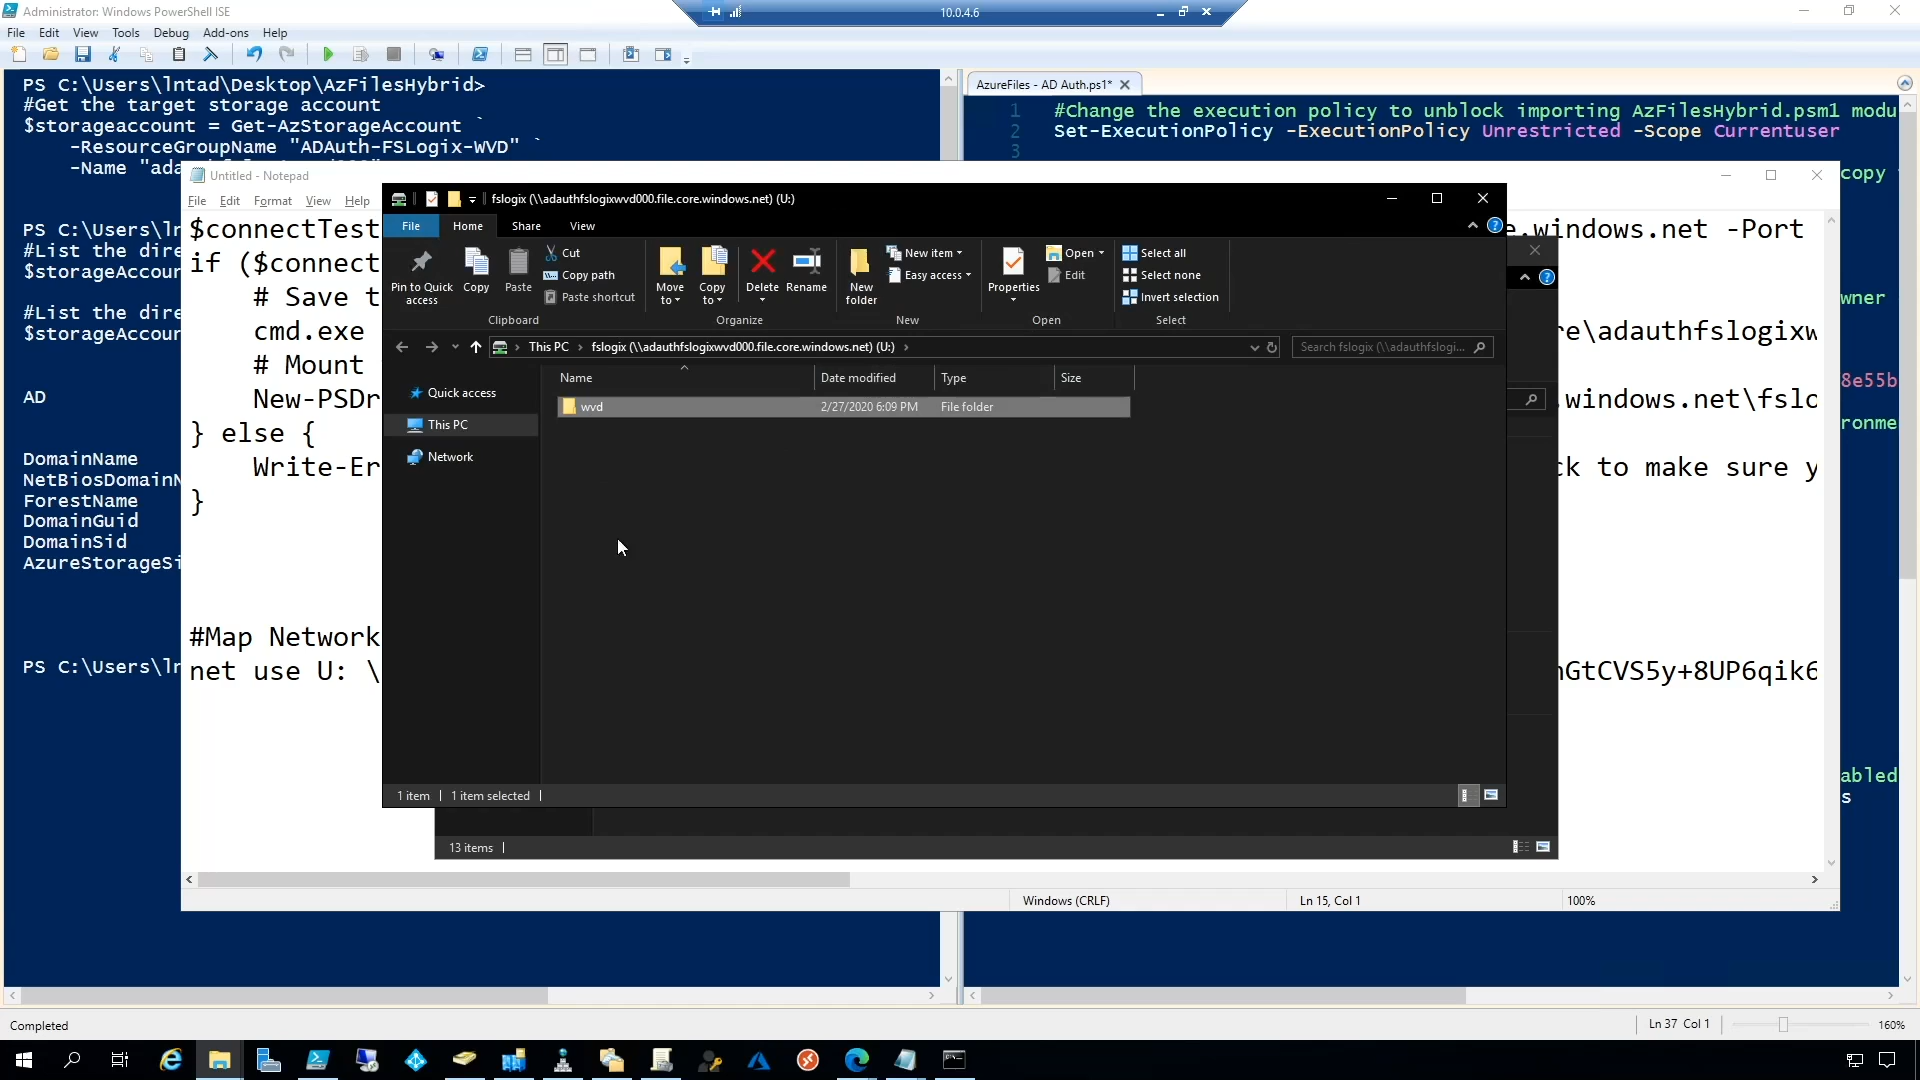 Administrator: Windows PowerShell ISE
10.0.4.6
File Edit View Tools Debug Add-ons Help
PS C:\Users\lntad\Desktop\AzFilesHybrid>
#Get the target storage account
$storageaccount = Get-AzStorageAccount `
-ResourceGroupName "ADAuth-FSLogix-WVD" `
-Name
PS C:\Users\ln
#List the dire
$storageAccour
#List the dire
$storageAccour
AD
DomainName
NetBiosDomainN
ForestName
DomainGuid
DomainSid
AzureStorageSi
PS C:\Users\ln
AzureFiles - AD Auth.ps1*
1 #Change the execution policy to unblock importing AzFilesHybrid.psm1 modu
2 Set-ExecutionPolicy -ExecutionPolicy Unrestricted -Scope Currentuser
3
copy
wner
8e55b
ronme
abled
s
Untitled - Notepad
File Edit Format View Help
$connectTest
e.windows.net -Port
if ($connect
# Save t
cmd.exe
re\adauthfslogixw
# Mount
New-PSDr
.windows.net\fslo
} else {
Write-Er
ck to make sure y
}
#Map Network
net use U: \
nGtCVS5y+8UP6qik6
Windows (CRLF)
Ln 15, Col 1
100%
fslogix (\\adauthfslogixwvd000.file.core.windows.net) (U:)
File Home Share View
Pin to Quick access
Copy
Paste
Cut
Copy path
Paste shortcut
Clipboard
Move to
Copy to
Delete
Rename
Organize
New folder
New item
Easy access
New
Properties
Open
Edit
Open
Select all
Select none
Invert selection
Select
This PC > fslogix (\\adauthfslogixwvd000.file.core.windows.net) (U:) >
Search fslogix (\\adauthfslogi...
Quick access
This PC
Network
Name Date modified Type Size
wvd 2/27/2020 6:09 PM File folder
1 item
1 item selected
13 items
Completed
Ln 37 Col 1
160%